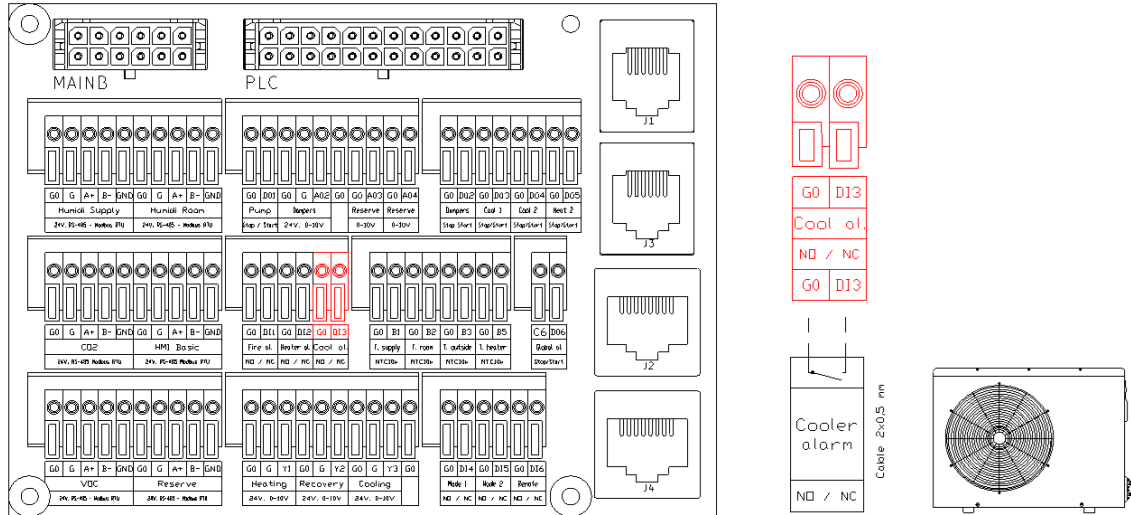 MAINB PLC
J1
G0 G A+ B- GND G0 G A+ B- GND G0 DO1 G0 G AO2 G0 G0 AO3 G0 AO4 G0 DO2 G0 DO3 G0 DO4 G0 DO5
Humidi Supply Humidi Room Pump Dampers Reserve Reserve Dampers Cool 1 Cool 2 Heat 2
24V, RS-485 - Modbus RTU 24V, RS-485 - Modbus RTU Stop / Start 24V, 0-10V 0-10V 0-10V Stop Start Stop/Start Stop/Start Stop/Start
J3
G0 G A+ B- GND G0 G A+ B- GND G0 DI1 G0 DI2 G0 DI3 G0 B1 G0 B2 G0 B3 G0 B5 C6 DO6
CO2 HMI Basic Fire al. Heater al. Cool al. T. supply T. room T. outside T. heater Global al.
24V, RS-485 Modbus RTU 24V, RS-485 - Modbus RTU NO / NC NO / NC NO / NC NTC10k NTC10k NTC10k NTC10k Stop/Start
J2
G0 G A+ B- GND G0 G A+ B- GND G0 G Y1 G0 G Y2 G0 G Y3 G0 G0 DI4 G0 DI5 G0 DI6
VOC Reserve Heating Recovery Cooling Mode 1 Mode 2 Remote
24V, RS-485 - Modbus RTU 24V, RS-485 - Modbus RTU 24V, 0-10V 24V, 0-10V 24V, 0-10V NO / NC NO / NC NO / NC
J4
G0 DI3
Cool al.
NO / NC
G0 DI3
Cooler
alarm
NO / NC
Cable 2x0,5 mm